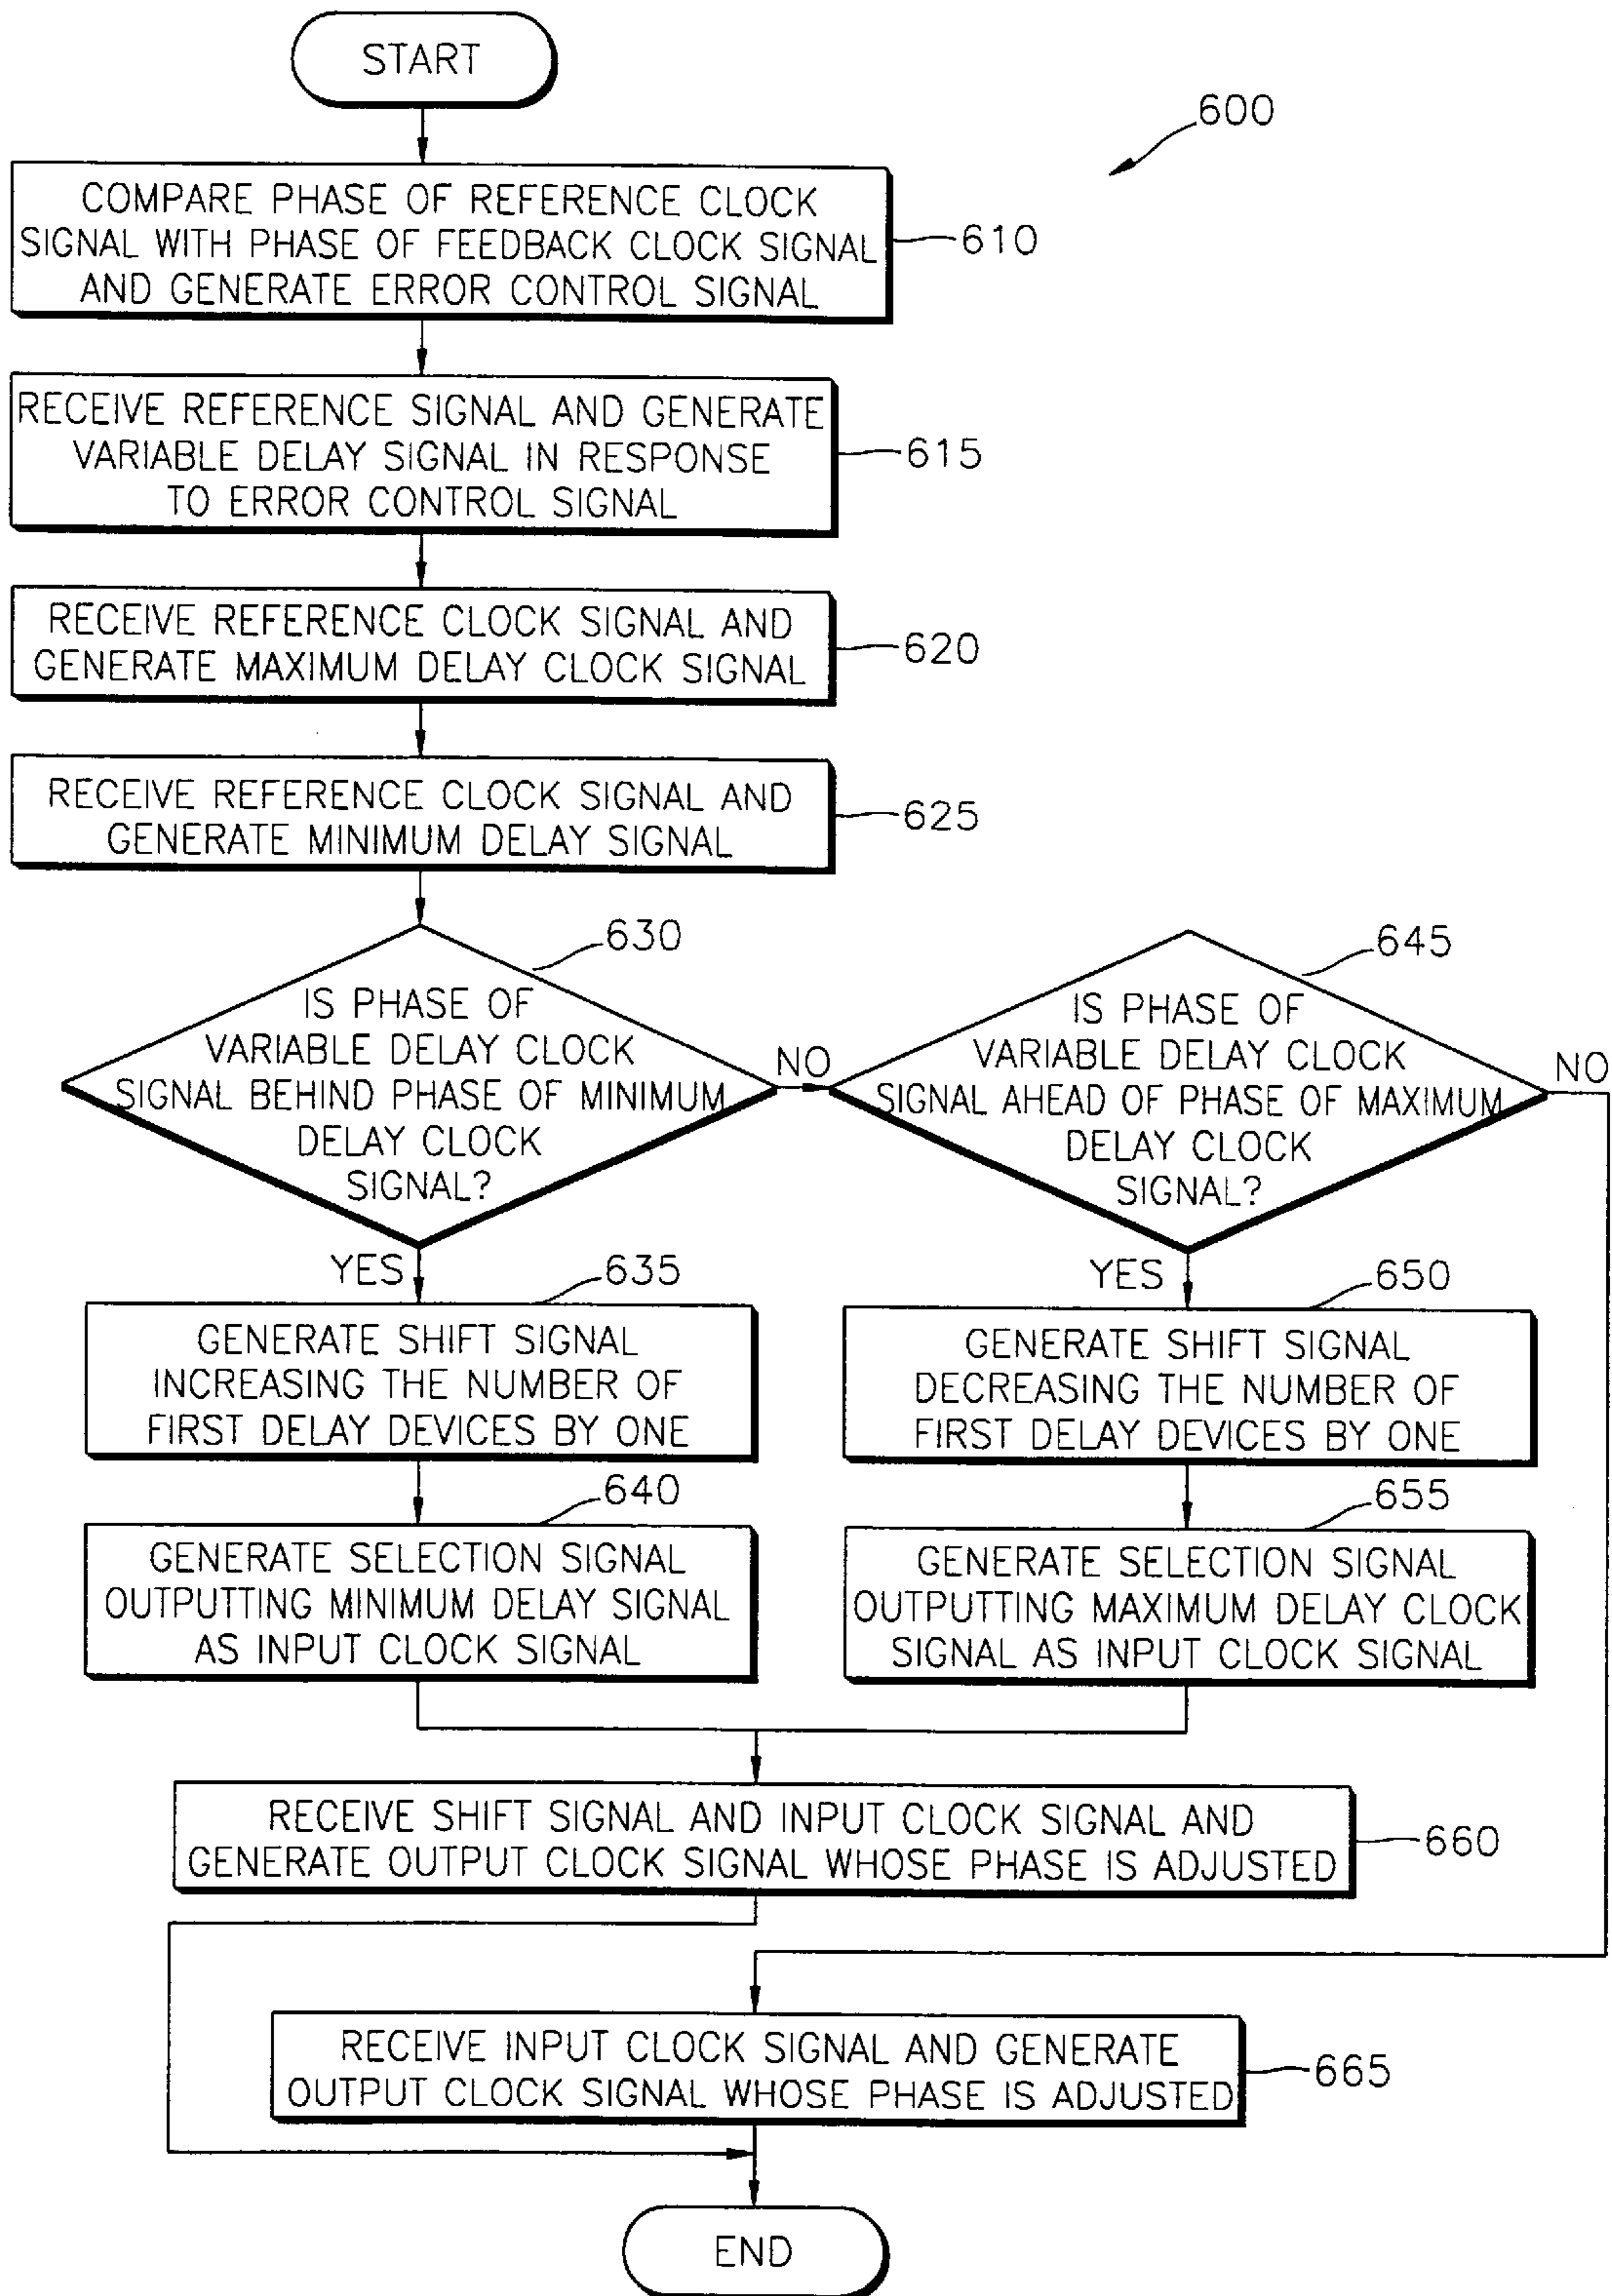 START
600
COMPARE PHASE OF REFERENCE CLOCK
SIGNAL WITH PHASE OF FEEDBACK CLOCK SIGNAL
AND GENERATE ERROR CONTROL SIGNAL
610
RECEIVE REFERENCE SIGNAL AND GENERATE
VARIABLE DELAY SIGNAL IN RESPONSE
TO ERROR CONTROL SIGNAL
615
RECEIVE REFERENCE CLOCK SIGNAL AND
GENERATE MAXIMUM DELAY CLOCK SIGNAL
620
RECEIVE REFERENCE CLOCK SIGNAL AND
GENERATE MINIMUM DELAY SIGNAL
625
630
IS PHASE OF
VARIABLE DELAY CLOCK
SIGNAL BEHIND PHASE OF MINIMUM
DELAY CLOCK
SIGNAL?
NO
645
IS PHASE OF
VARIABLE DELAY CLOCK
SIGNAL AHEAD OF PHASE OF MAXIMUM
DELAY CLOCK
SIGNAL?
NO
YES
635
GENERATE SHIFT SIGNAL
INCREASING THE NUMBER OF
FIRST DELAY DEVICES BY ONE
YES
650
GENERATE SHIFT SIGNAL
DECREASING THE NUMBER OF
FIRST DELAY DEVICES BY ONE
640
GENERATE SELECTION SIGNAL
OUTPUTTING MINIMUM DELAY SIGNAL
AS INPUT CLOCK SIGNAL
655
GENERATE SELECTION SIGNAL
OUTPUTTING MAXIMUM DELAY CLOCK
SIGNAL AS INPUT CLOCK SIGNAL
RECEIVE SHIFT SIGNAL AND INPUT CLOCK SIGNAL AND
GENERATE OUTPUT CLOCK SIGNAL WHOSE PHASE IS ADJUSTED
660
RECEIVE INPUT CLOCK SIGNAL AND GENERATE
OUTPUT CLOCK SIGNAL WHOSE PHASE IS ADJUSTED
665
END